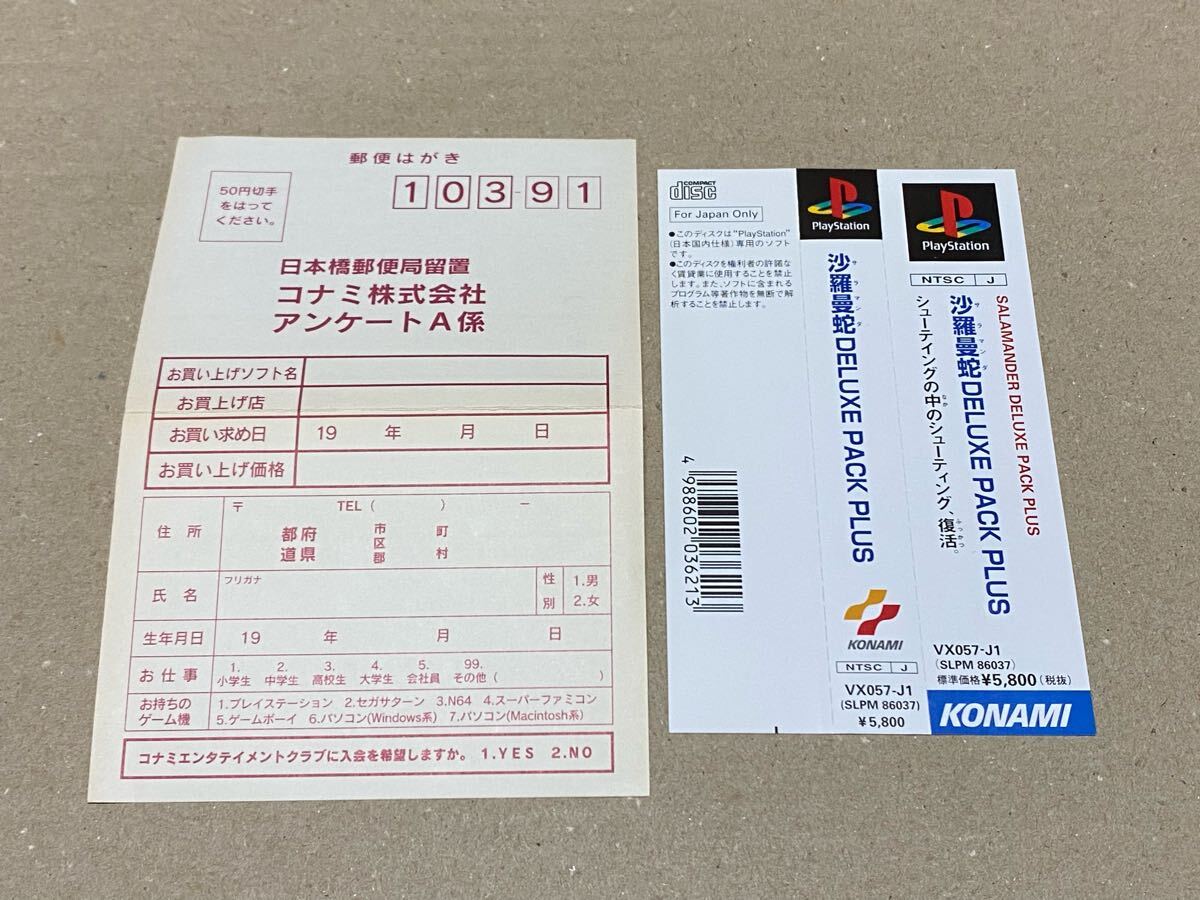 郵便はがき
50円切手
をはって
ください。
103-91
日本橋郵便局留置
コナミ株式会社
アンケートA係
お買い上げソフト名
お買上げ店
お買い求め日 19 年 月 日
お買い上げ価格
住所 〒 TEL ( ) －
都府 市 町
道県 区
郡 村
氏名 フリガナ 性別 1.男
2.女
生年月日 19 年 月 日
お仕事 1.小学生 2.中学生 3.高校生 4.大学生 5.会社員 99.その他( )
お持ちの
ゲーム機
1.プレイステーション 2.セガサターン 3.N64 4.スーパーファミコン
5.ゲームボーイ 6.パソコン(Windows系) 7.パソコン(Macintosh系)
コナミエンタテイメントクラブに入会を希望しますか。 1.YES 2.NO
COMPACT
disc
For Japan Only
●このディスクは"PlayStation"
(日本国内仕様)専用のソフト
です。
●このディスクを権利者の許諾な
く賃貸業に使用することを禁止
します。また、ソフトに含まれる
プログラム等著作物を無断で解
析することを禁止します。
4 988602 036213
PlayStation
沙羅曼蛇DELUXE PACK PLUS
サラマンダ
KONAMI
NTSC J
VX057-J1
(SLPM 86037)
¥5,800
PlayStation
NTSC J
SALAMANDER DELUXE PACK PLUS
沙羅曼蛇DELUXE PACK PLUS
サラマンダ
シューティングの中のシューティング、復活。
なか
ふっかつ
VX057-J1
(SLPM 86037)
標準価格¥5,800(税抜)
KONAMI